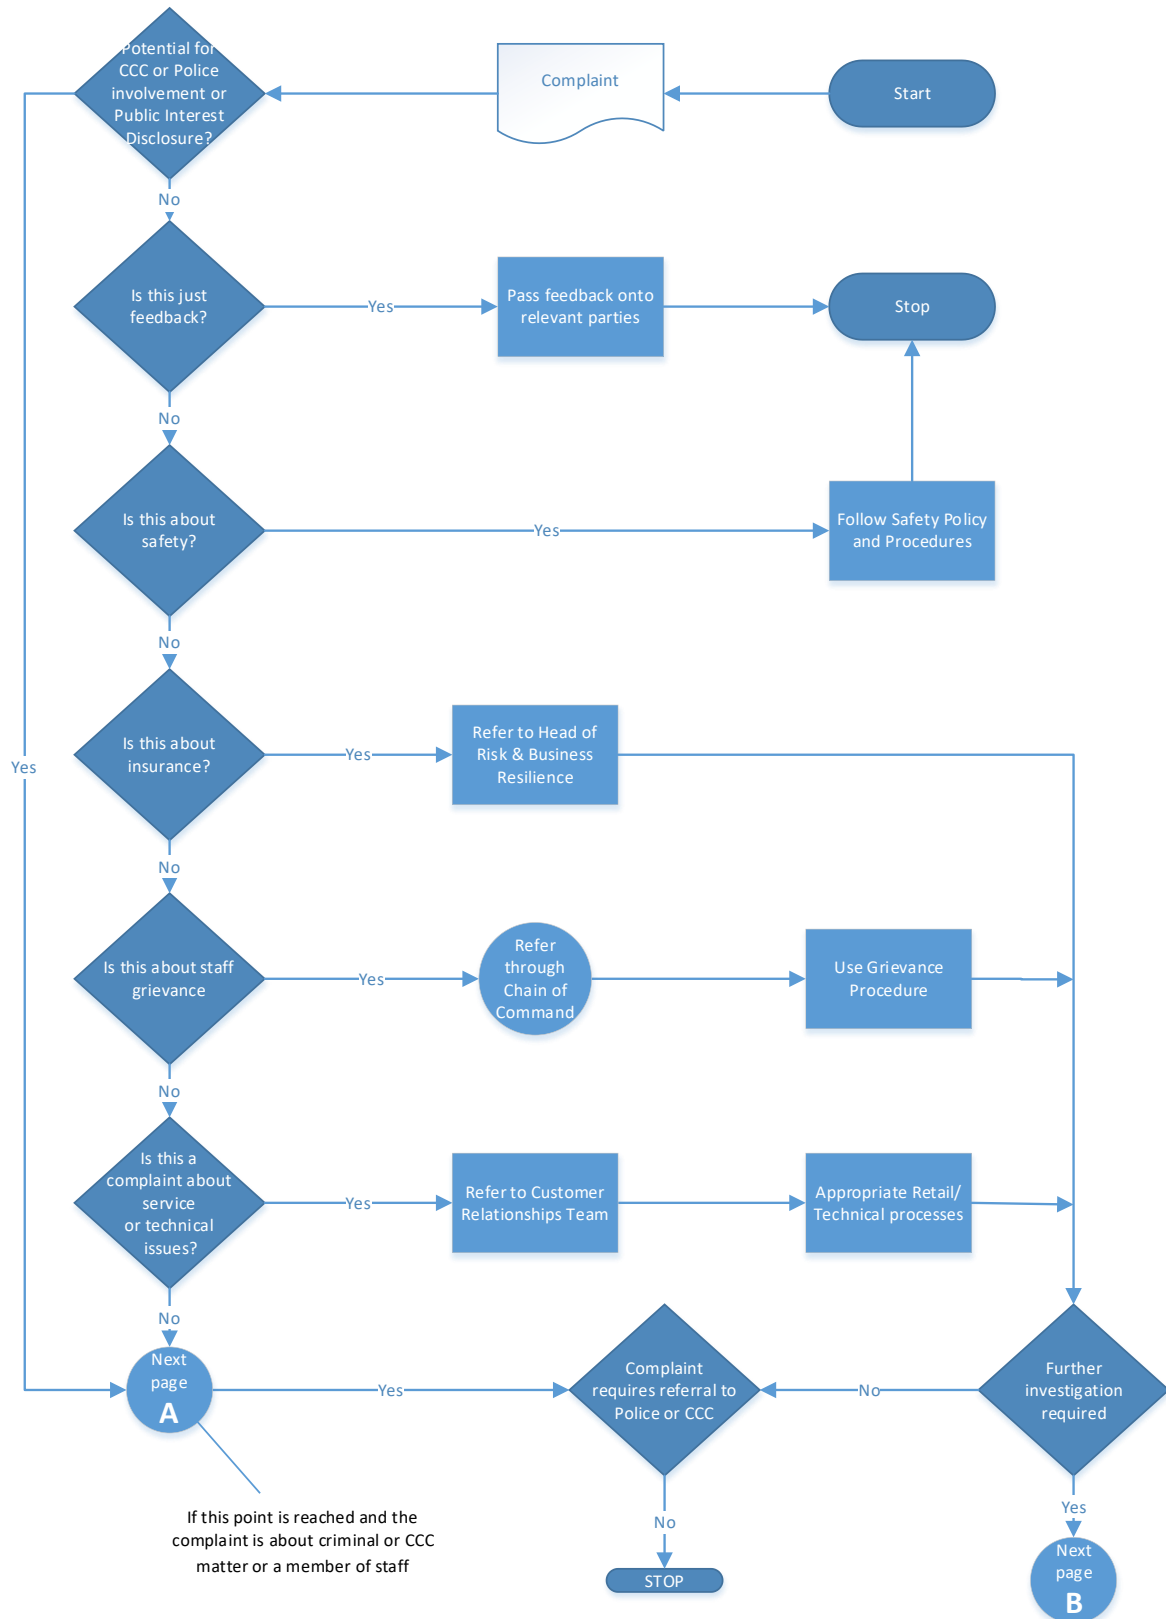 Potential for
CCC or Police
involvement or
Public Interest
Disclosure?
Complaint
Start
No
Is this just
feedback?
Yes
Pass feedback onto
relevant parties
Stop
No
Is this about
safety?
Yes
Follow Safety Policy
and Procedures
No
Is this about
insurance?
Yes
Refer to Head of
Risk & Business
Resilience
Yes
No
Is this about staff
grievance
Yes
Refer
through
Chain of
Command
Use Grievance
Procedure
No
Is this a
complaint about
service
or technical
issues?
Yes
Refer to Customer
Relationships Team
Appropriate Retail/
Technical processes
No
Next
page
A
Yes
Complaint
requires referral to
Police or CCC
No
Further
investigation
required
If this point is reached and the
complaint is about criminal or CCC
matter or a member of staff
No
STOP
Yes
Next
page
B